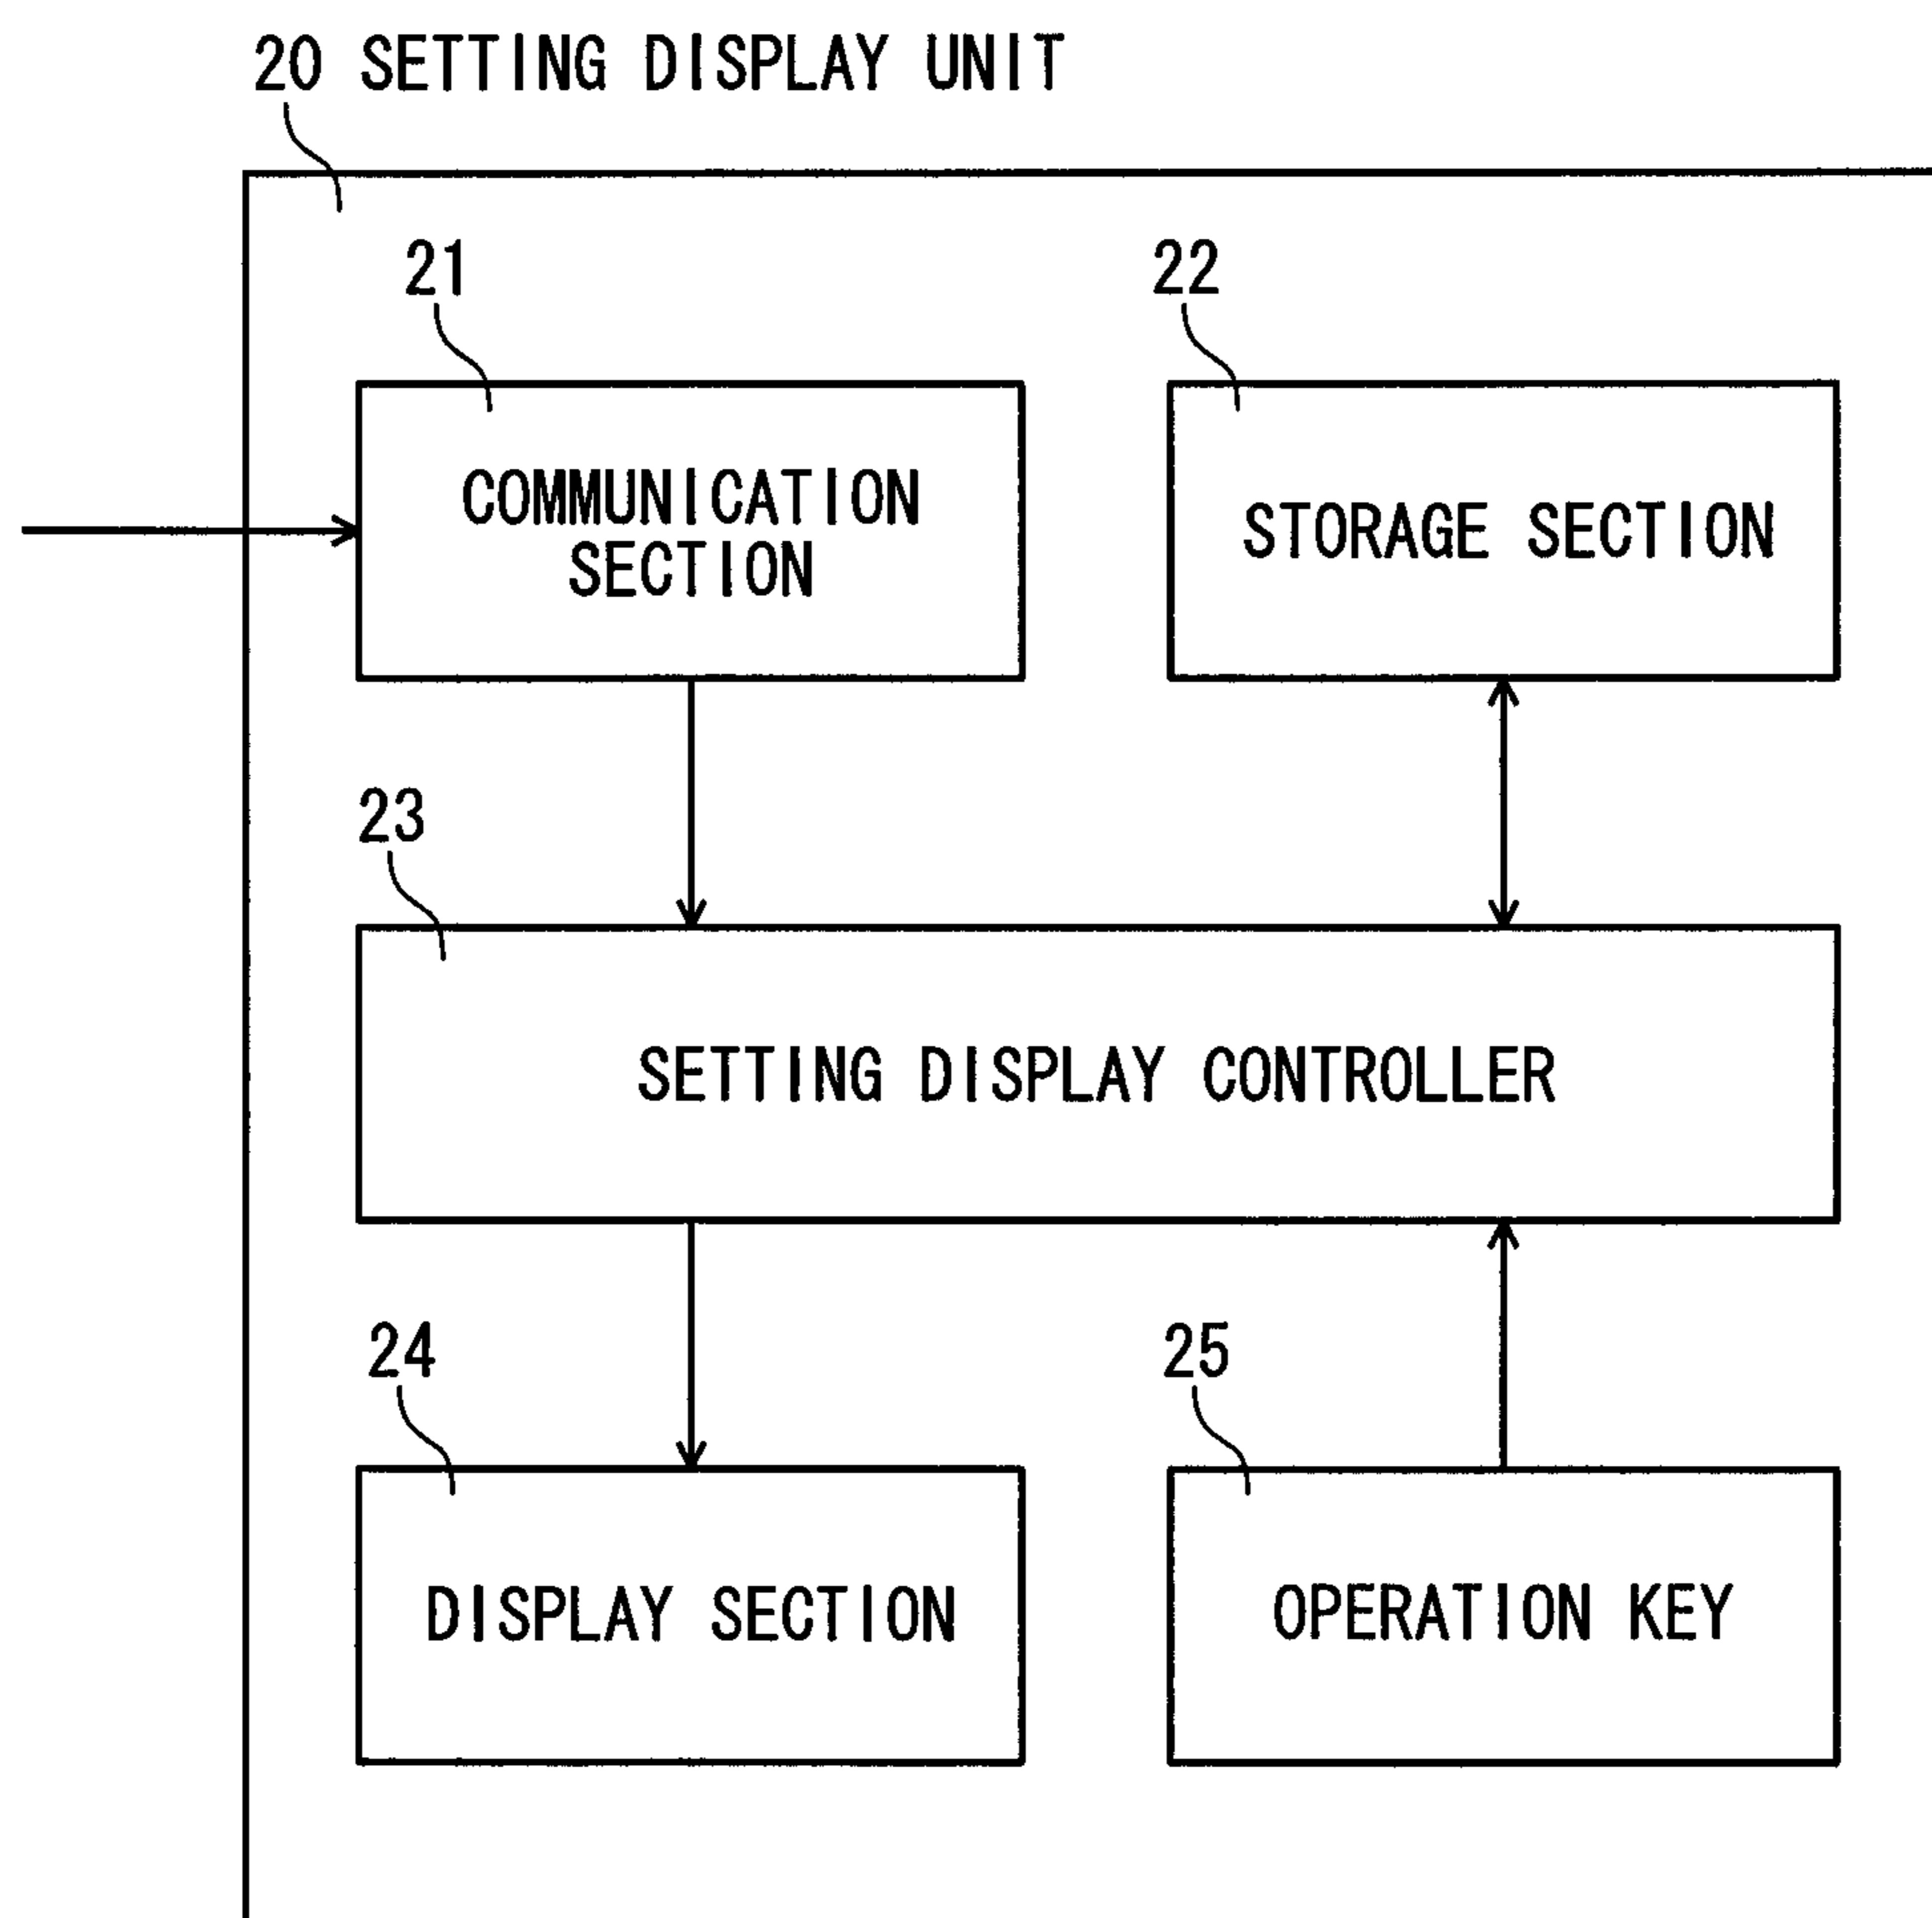 20 SETTING DISPLAY UNIT
21
22
COMMUNICATION
SECTION
STORAGE SECTION
23
SETTING DISPLAY CONTROLLER
24
25
DISPLAY SECTION
OPERATION KEY